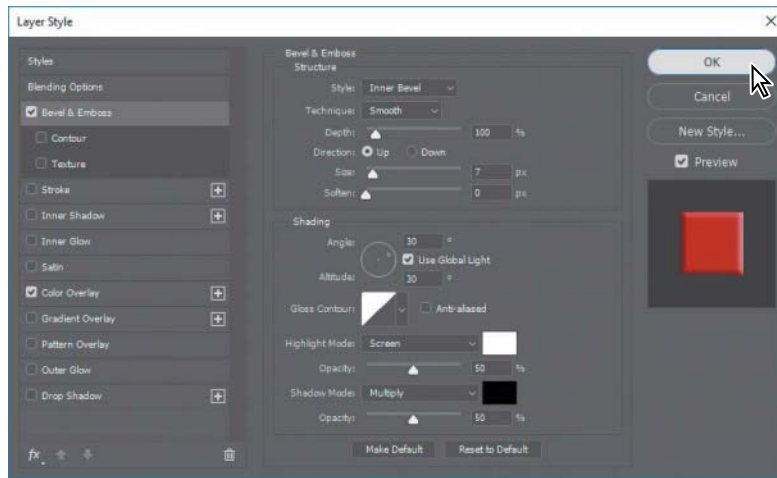 Layer Style
Styles
Blending Options
Bevel & Emboss
Contour
Texture
Stroke
Inner Shadow
Inner Glow
Satin
Color Overlay
Gradient Overlay
Pattern Overlay
Outer Glow
Drop Shadow
fx
Bevel & Emboss
Structure
Style: Inner Bevel
Technique: Smooth
Depth: 100 %
Direction: Up Down
Size: 7 px
Soften: 0 px
Shading
Angle: 30 °
Use Global Light
Altitude: 30 °
Gloss Contour: Anti-aliased
Highlight Mode: Screen
Opacity: 50 %
Shadow Mode: Multiply
Opacity: 50 %
Make Default Reset to Default
OK
Cancel
New Style...
Preview